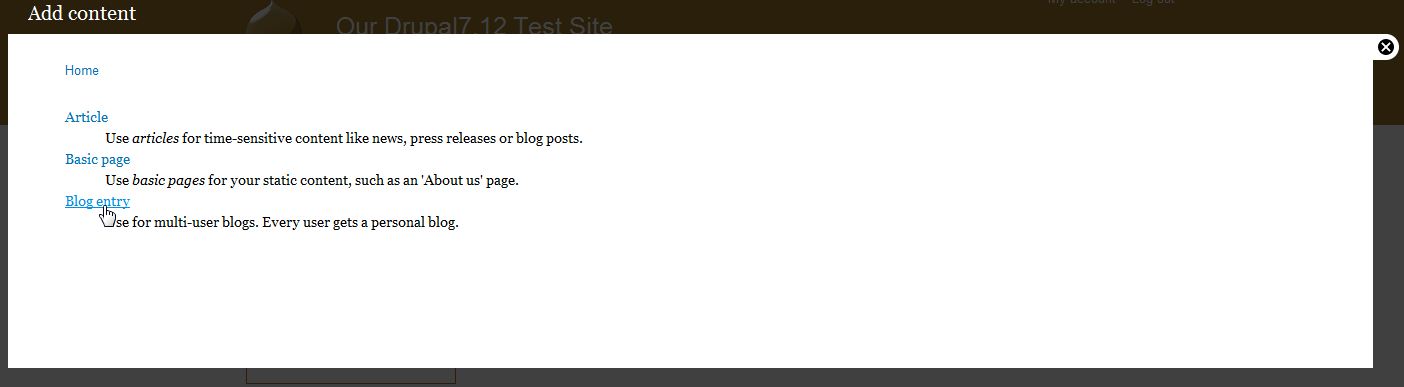 Add content
My account Log out
Our Drupal7.12 Test Site
Home
Article
Use articles for time-sensitive content like news, press releases or blog posts.
Basic page
Use basic pages for your static content, such as an 'About us' page.
Blog entry
Use for multi-user blogs. Every user gets a personal blog.